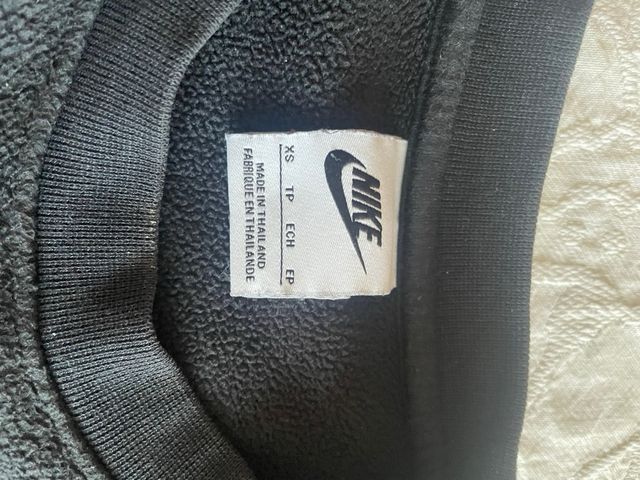 NIKE
XS TP ECH EP
MADE IN THAILAND
FABRIQUE EN THAILANDE